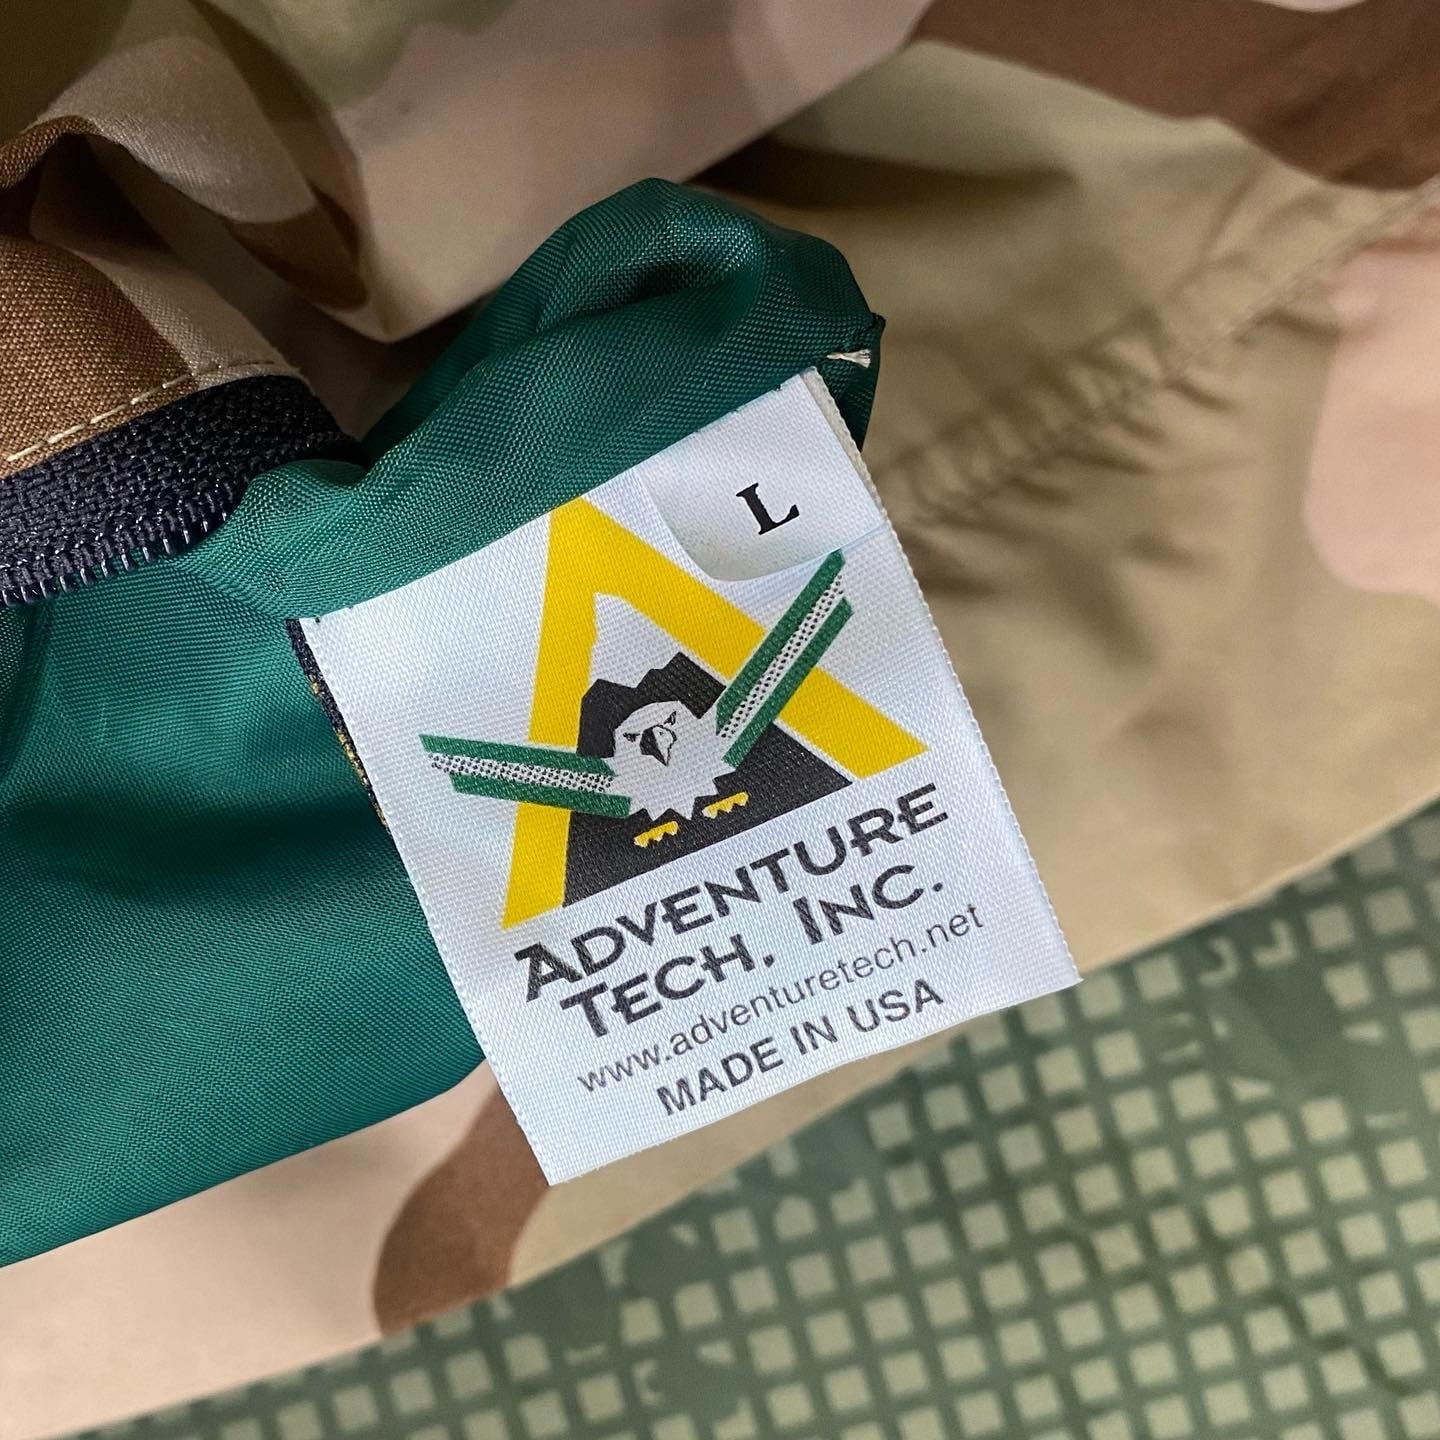 L
ADVENTURE
TECH, INC.
www.adventuretech.net
MADE IN USA